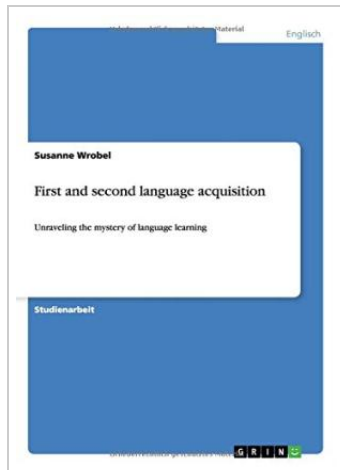 Englisch
Susanne Wrobel
First and second language acquisition
Unraveling the mystery of language learning
Studienarbeit
GRIN